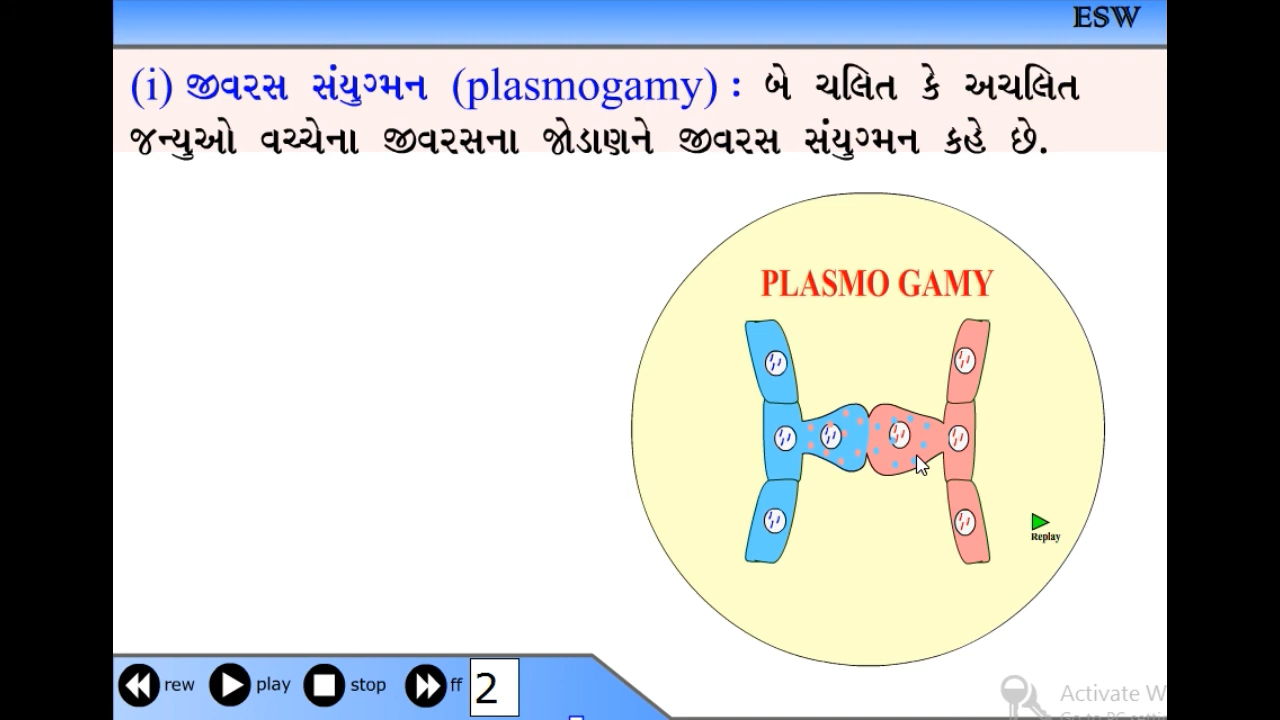 ESW
(i) જીવરસ સંયુગ્મન (plasmogamy) : બે ચલિત કે અચલિત
જન્યુઓ વચ્ચેના જીવરસના જોડાણને જીવરસ સંયુગ્મન કહે છે.
PLASMO GAMY
Replay
rew play stop ff 2
Activate W